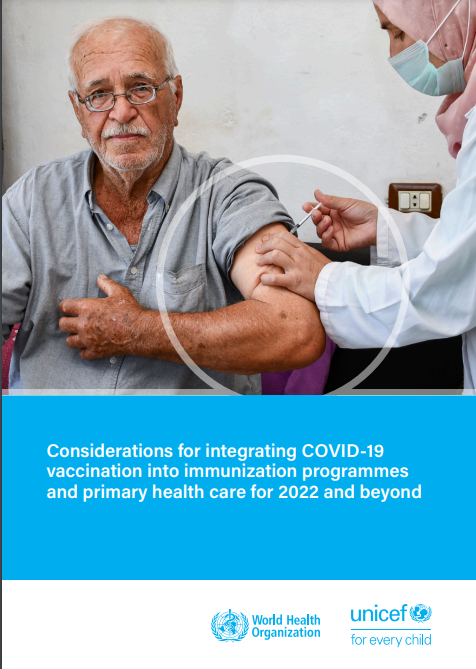 Considerations for integrating COVID-19
vaccination into immunization programmes
and primary health care for 2022 and beyond
World Health
Organization
unicef
for every child